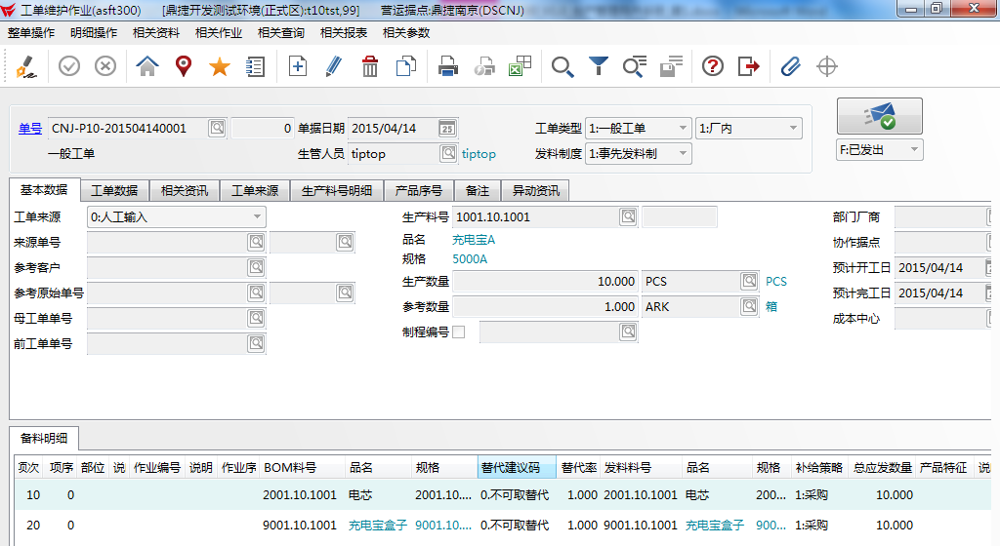 工单维护作业(asft300) [鼎捷开发测试环境(正式区):t10tst,99] 营运据点:鼎捷南京(DSCNJ)
整单操作 明细操作 相关资料 相关作业 相关查询 相关报表 相关参数
单号 CNJ-P10-201504140001 0 单据日期 2015/04/14 25 工单类型 1:一般工单 1:厂内
一般工单 生管人员 tiptop tiptop 发料制度 1:事先发料制 F:已发出
基本数据 工单数据 相关资讯 工单来源 生产料号明细 产品序号 备注 异动资讯
工单来源 0:人工输入 生产料号 1001.10.1001 部门厂商
来源单号 品名 充电宝A 协作据点
参考客户 规格 5000A 预计开工日 2015/04/14
参考原始单号 生产数量 10.000 PCS PCS 预计完工日 2015/04/14
母工单单号 参考数量 1.000 ARK 箱 成本中心
前工单单号 制程编号
备料明细
页次 项序 部位 说 作业编号 说明 作业序 BOM料号 品名 规格 替代建议码 替代率 发料料号 品名 规格 补给策略 总应发数量 产品特征 说
10 0 2001.10.1001 电芯 2001.10.... 0.不可取替代 1.000 2001.10.1001 电芯 200... 1:采购 10.000
20 0 9001.10.1001 充电宝盒子 9001.10.... 0.不可取替代 1.000 9001.10.1001 充电宝盒子 900... 1:采购 10.000